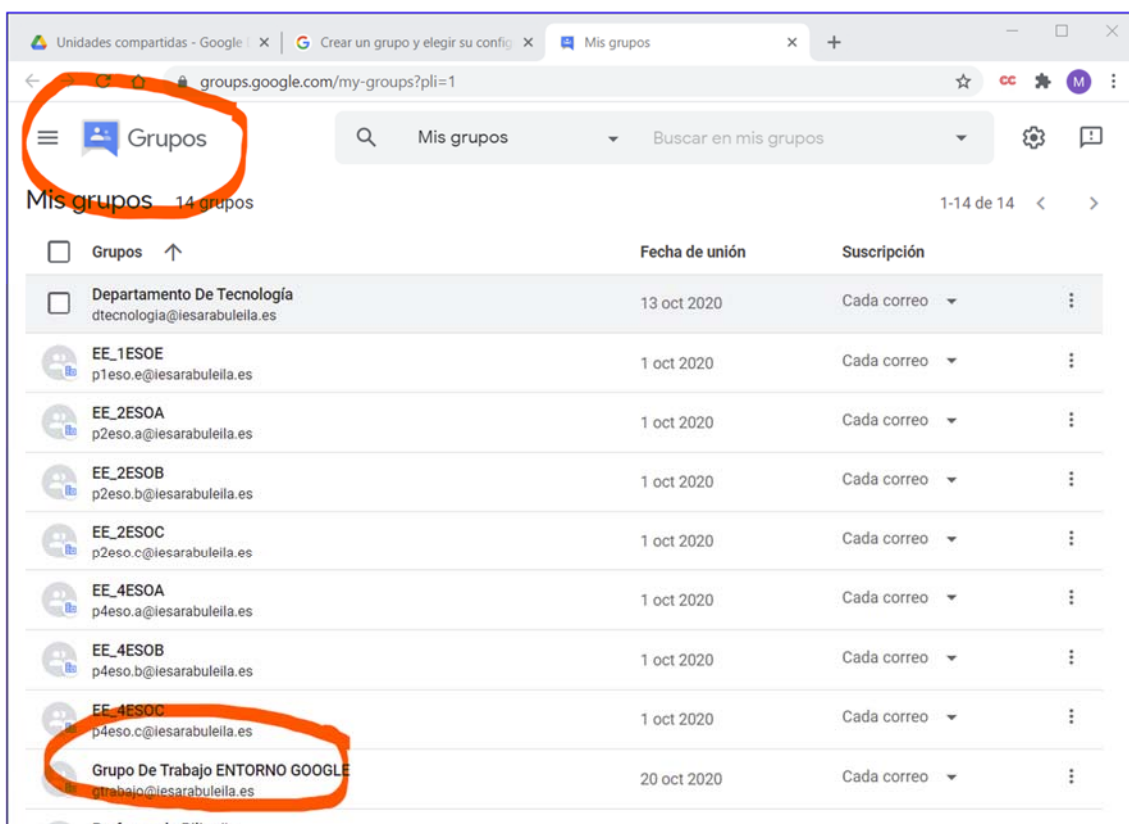 Unidades compartidas - Google
Crear un grupo y elegir su config
Mis grupos
groups.google.com/my-groups?pli=1
CC
M
Grupos
Mis grupos
Buscar en mis grupos
Mis grupos 14 grupos
1-14 de 14
Grupos Fecha de unión Suscripción
Departamento De Tecnología
dtecnologia@iesarabuleila.es
13 oct 2020 Cada correo
EE_1ESOE
p1eso.e@iesarabuleila.es
1 oct 2020 Cada correo
EE_2ESOA
p2eso.a@iesarabuleila.es
1 oct 2020 Cada correo
EE_2ESOB
p2eso.b@iesarabuleila.es
1 oct 2020 Cada correo
EE_2ESOC
p2eso.c@iesarabuleila.es
1 oct 2020 Cada correo
EE_4ESOA
p4eso.a@iesarabuleila.es
1 oct 2020 Cada correo
EE_4ESOB
p4eso.b@iesarabuleila.es
1 oct 2020 Cada correo
EE_4ESOC
p4eso.c@iesarabuleila.es
1 oct 2020 Cada correo
Grupo De Trabajo ENTORNO GOOGLE
gtrabajo@iesarabuleila.es
20 oct 2020 Cada correo